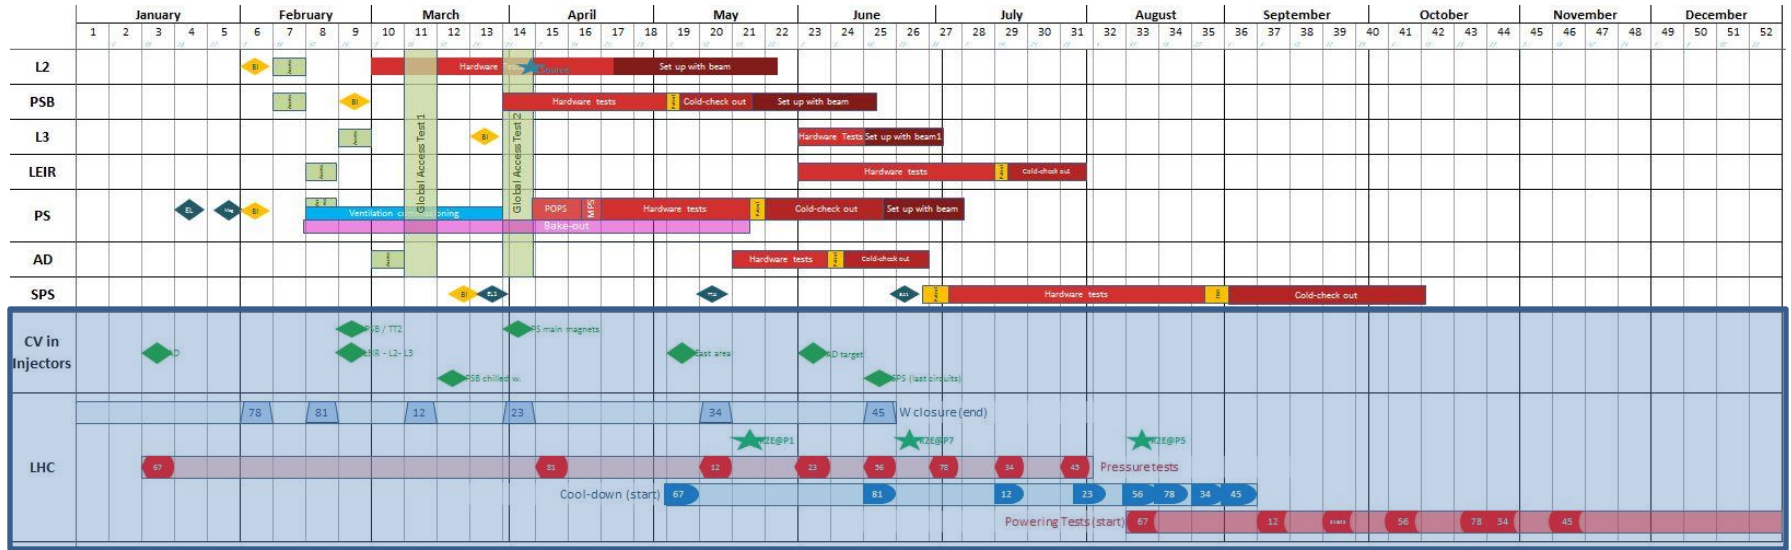 January February March April May June July August September October November December
1 2 3 4 5 6 7 8 9 10 11 12 13 14 15 16 17 18 19 20 21 22 23 24 25 26 27 28 29 30 31 32 33 34 35 36 37 38 39 40 41 42 43 44 45 46 47 48 49 50 51 52
L2 BI Hardware Source Set up with beam
PSB BI Hardware tests Cold-check out Set up with beam
L3 BI Hardware Tests Set up with beam1
LEIR Hardware tests Cold-check out
Global Access Test 1
Global Access Test 2
PS EL BI POPS MPS Hardware tests Cold-check out Set up with beam
Ventilation commissioning
Bake-out
AD Hardware tests Cold-check out
SPS BI Hardware tests Cold-check out
CV in Injectors
PSB / TT2 PS main magnets
AD LEIR - L2- L3 East area AD target
PSB chilled w. SPS (last circuits)
LHC
78 81 12 23 34 45 W closure (end)
R2E@P1 R2E@P7 R2E@P5
67 81 12 23 56 78 34 45 Pressure tests
Cool-down (start) 67 81 12 23 56 78 34 45
Powering Tests (start) 67 12 56 78 34 45